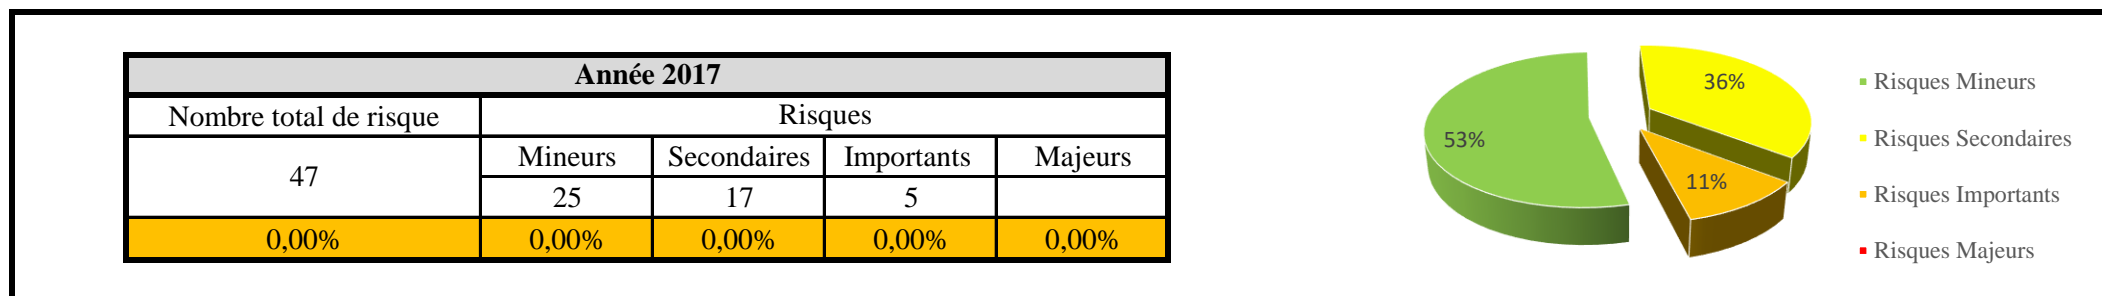 Année 2017
Nombre total de risque Risques
47 Mineurs Secondaires Importants Majeurs
25 17 5
0,00% 0,00% 0,00% 0,00% 0,00%
53%
36%
11%
Risques Mineurs
Risques Secondaires
Risques Importants
Risques Majeurs